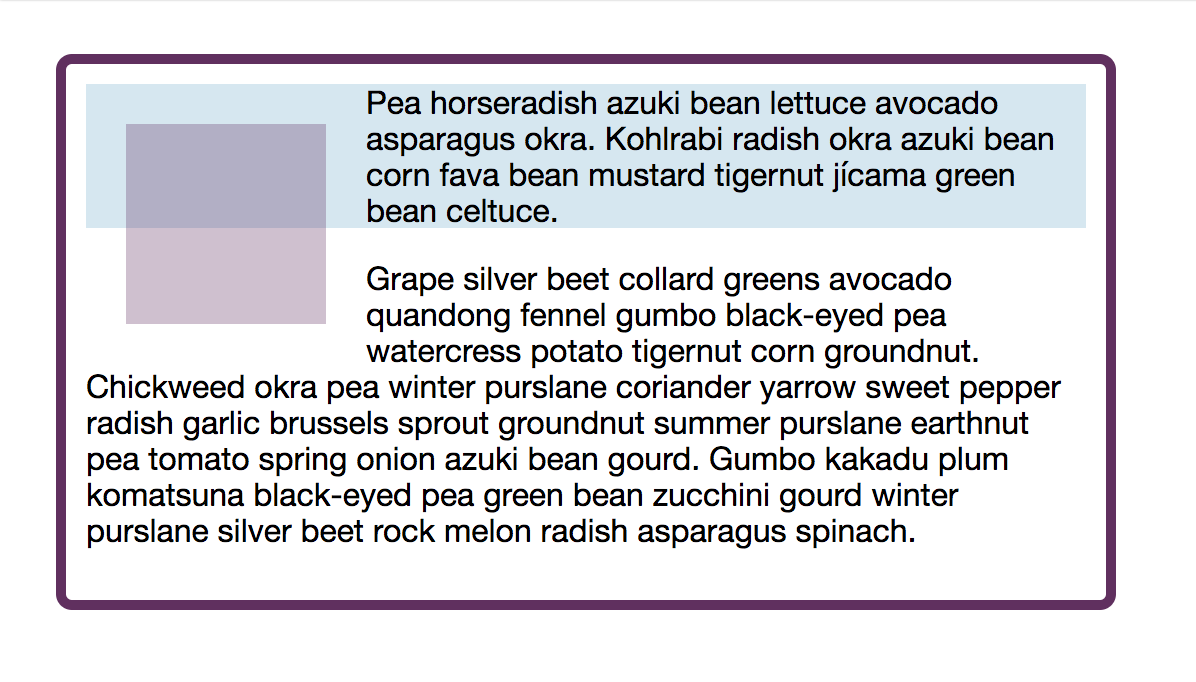 Pea horseradish azuki bean lettuce avocado
asparagus okra. Kohlrabi radish okra azuki bean
corn fava bean mustard tigernut jícama green
bean celtuce.
Grape silver beet collard greens avocado
quandong fennel gumbo black-eyed pea
watercress potato tigernut corn groundnut.
Chickweed okra pea winter purslane coriander yarrow sweet pepper
radish garlic brussels sprout groundnut summer purslane earthnut
pea tomato spring onion azuki bean gourd. Gumbo kakadu plum
komatsuna black-eyed pea green bean zucchini gourd winter
purslane silver beet rock melon radish asparagus spinach.